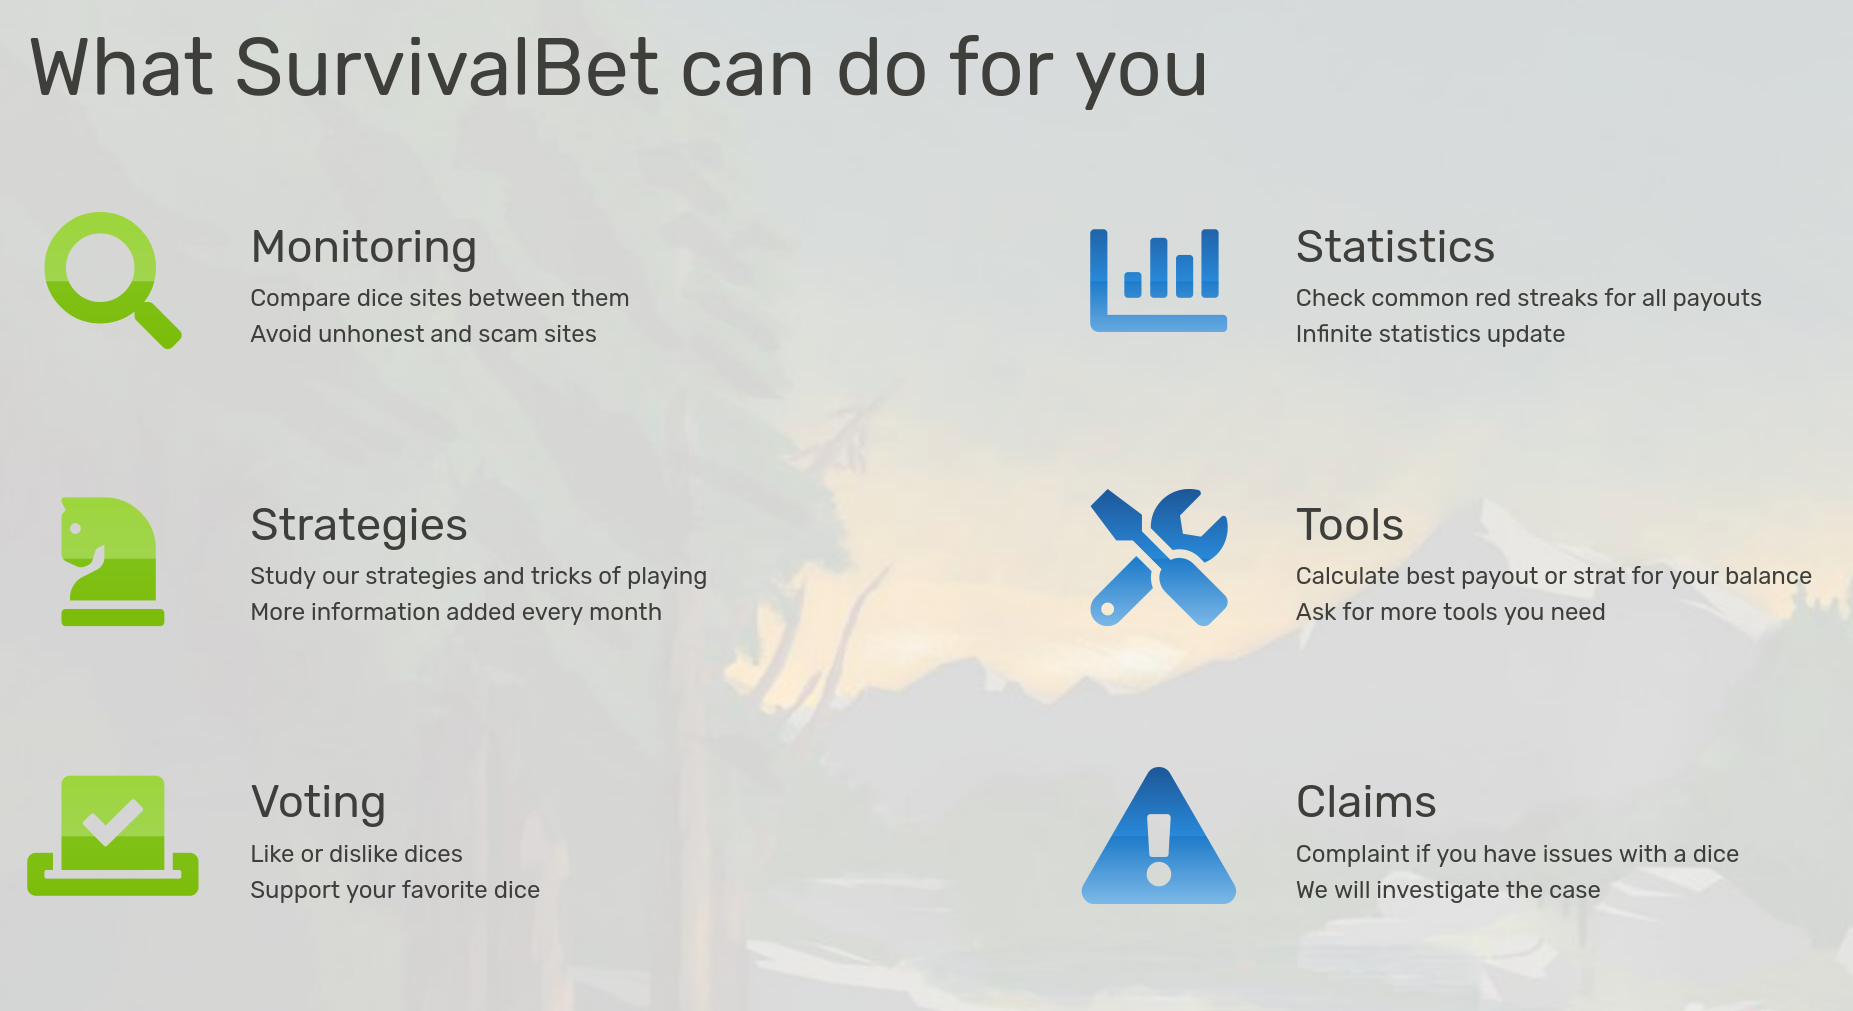 What SurvivalBet can do for you
Monitoring
Compare dice sites between them
Avoid unhonest and scam sites
Statistics
Check common red streaks for all payouts
Infinite statistics update
Strategies
Study our strategies and tricks of playing
More information added every month
Tools
Calculate best payout or strat for your balance
Ask for more tools you need
Voting
Like or dislike dices
Support your favorite dice
Claims
Complaint if you have issues with a dice
We will investigate the case